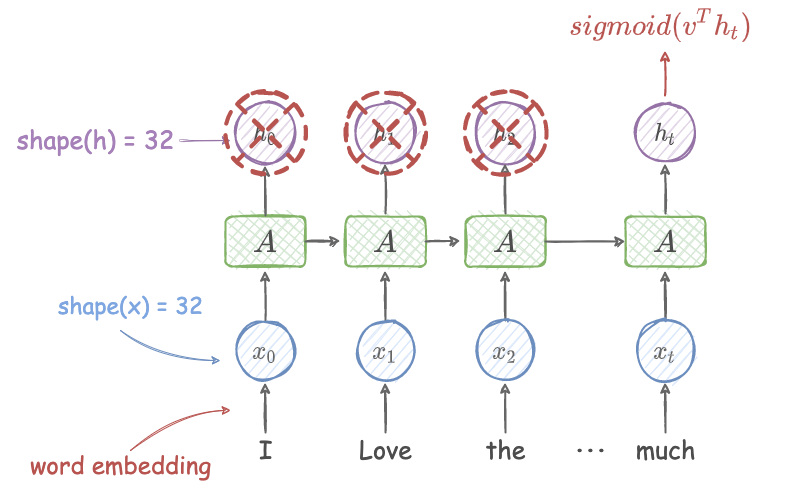 sigmoid(v^T h_t)
shape(h) = 32
h_0 h_1 h_2 h_t
A A A A
shape(x) = 32
x_0 x_1 x_2 x_t
I Love the ... much
word embedding